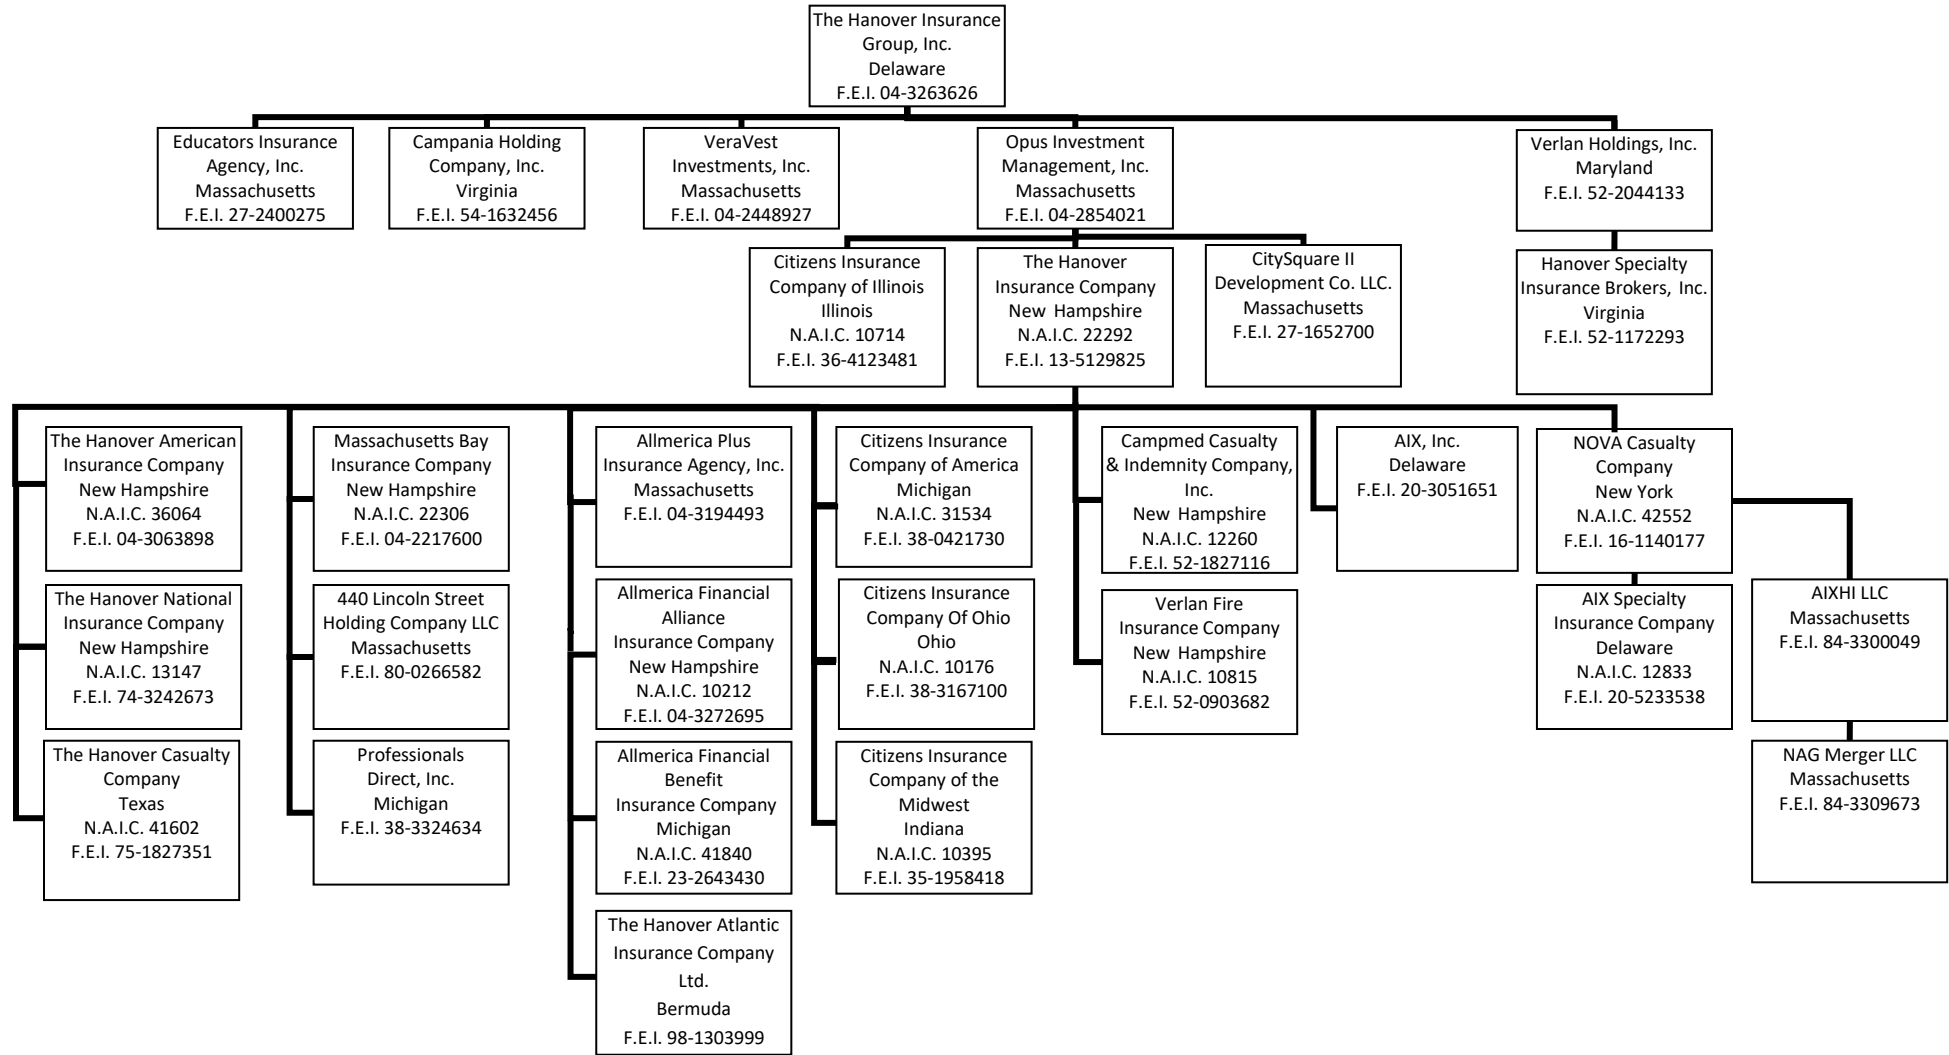 The Hanover Insurance
Group, Inc.
Delaware
F.E.I. 04-3263626
Educators Insurance
Agency, Inc.
Massachusetts
F.E.I. 27-2400275
Campania Holding
Company, Inc.
Virginia
F.E.I. 54-1632456
VeraVest
Investments, Inc.
Massachusetts
F.E.I. 04-2448927
Opus Investment
Management, Inc.
Massachusetts
F.E.I. 04-2854021
Verlan Holdings, Inc.
Maryland
F.E.I. 52-2044133
Citizens Insurance
Company of Illinois
Illinois
N.A.I.C. 10714
F.E.I. 36-4123481
The Hanover
Insurance Company
New Hampshire
N.A.I.C. 22292
F.E.I. 13-5129825
CitySquare II
Development Co. LLC.
Massachusetts
F.E.I. 27-1652700
Hanover Specialty
Insurance Brokers, Inc.
Virginia
F.E.I. 52-1172293
The Hanover American
Insurance Company
New Hampshire
N.A.I.C. 36064
F.E.I. 04-3063898
Massachusetts Bay
Insurance Company
New Hampshire
N.A.I.C. 22306
F.E.I. 04-2217600
Allmerica Plus
Insurance Agency, Inc.
Massachusetts
F.E.I. 04-3194493
Citizens Insurance
Company of America
Michigan
N.A.I.C. 31534
F.E.I. 38-0421730
Campmed Casualty
& Indemnity Company,
Inc.
New Hampshire
N.A.I.C. 12260
F.E.I. 52-1827116
AIX, Inc.
Delaware
F.E.I. 20-3051651
NOVA Casualty
Company
New York
N.A.I.C. 42552
F.E.I. 16-1140177
The Hanover National
Insurance Company
New Hampshire
N.A.I.C. 13147
F.E.I. 74-3242673
440 Lincoln Street
Holding Company LLC
Massachusetts
F.E.I. 80-0266582
Allmerica Financial
Alliance
Insurance Company
New Hampshire
N.A.I.C. 10212
F.E.I. 04-3272695
Citizens Insurance
Company Of Ohio
Ohio
N.A.I.C. 10176
F.E.I. 38-3167100
Verlan Fire
Insurance Company
New Hampshire
N.A.I.C. 10815
F.E.I. 52-0903682
AIX Specialty
Insurance Company
Delaware
N.A.I.C. 12833
F.E.I. 20-5233538
AIXHI LLC
Massachusetts
F.E.I. 84-3300049
The Hanover Casualty
Company
Texas
N.A.I.C. 41602
F.E.I. 75-1827351
Professionals
Direct, Inc.
Michigan
F.E.I. 38-3324634
Allmerica Financial
Benefit
Insurance Company
Michigan
N.A.I.C. 41840
F.E.I. 23-2643430
Citizens Insurance
Company of the
Midwest
Indiana
N.A.I.C. 10395
F.E.I. 35-1958418
NAG Merger LLC
Massachusetts
F.E.I. 84-3309673
The Hanover Atlantic
Insurance Company
Ltd.
Bermuda
F.E.I. 98-1303999